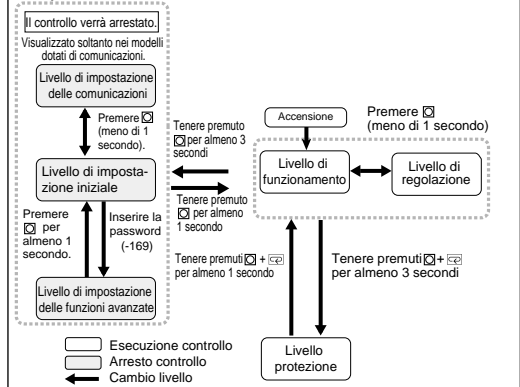 Il controllo verrà arrestato.
Visualizzato soltanto nei modelli
dotati di comunicazioni.
Livello di impostazione
delle comunicazioni
Premere
(meno di 1
secondo).
Livello di imposta-
zione iniziale
Premere
per
almeno 1
secondo.
Inserire la
password
(-169)
Livello di impostazione
delle funzioni avanzate
Tenere premuto
per almeno 3
secondi
Tenere premuto
per almeno
1 secondo
Accensione
Premere
(meno di 1 secondo)
Livello di
funzionamento
Livello di
regolazione
Tenere premuti +
per almeno 1 secondo
Tenere premuti +
per almeno 3 secondi
Livello
protezione
Esecuzione controllo
Arresto controllo
Cambio livello